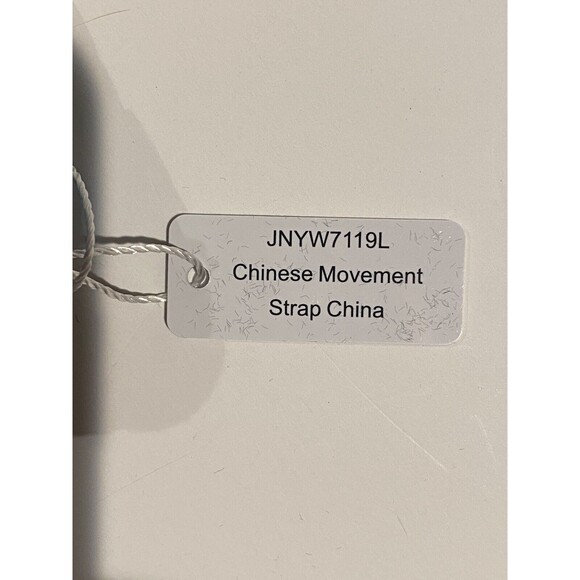 JNYW7119L
Chinese Movement
Strap China